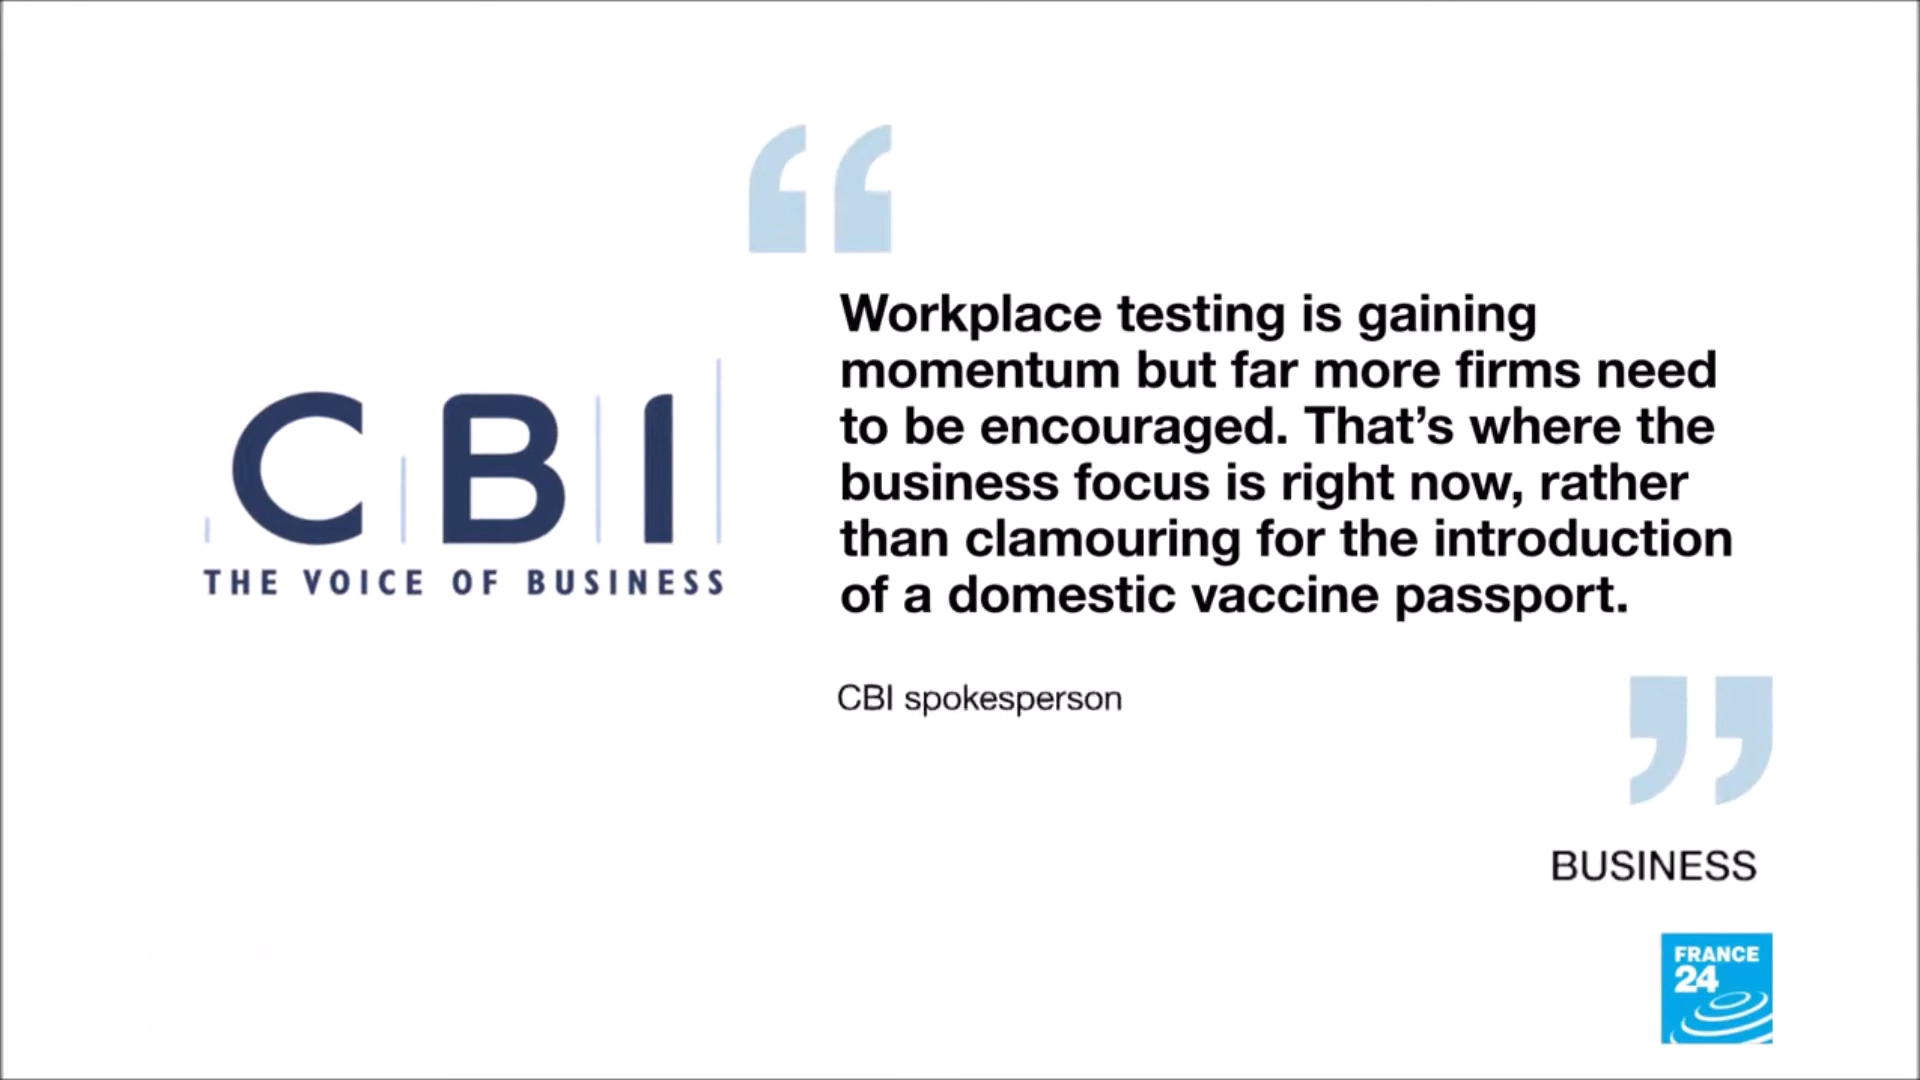 CBI
THE VOICE OF BUSINESS
“
Workplace testing is gaining
momentum but far more firms need
to be encouraged. That’s where the
business focus is right now, rather
than clamouring for the introduction
of a domestic vaccine passport.
CBI spokesperson
”
BUSINESS
FRANCE
24